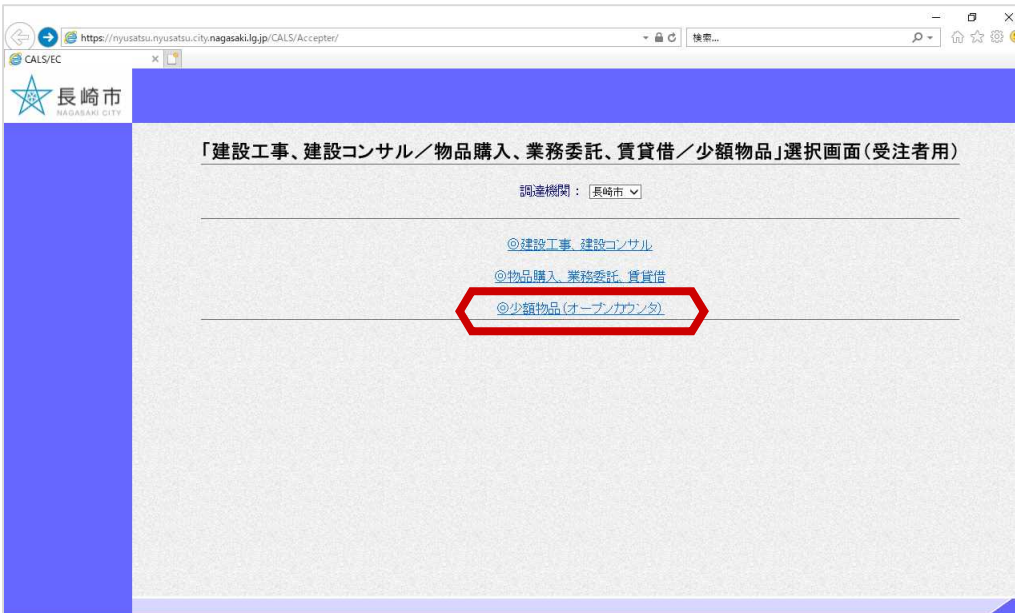 https://nyusatsu.nyusatsu.city.nagasaki.lg.jp/CALS/Accepter/
検索...
CALS/EC
長崎市
NAGASAKI CITY
「建設工事、建設コンサル／物品購入、業務委託、賃貸借／少額物品」選択画面(受注者用)
調達機関： 長崎市
◎建設工事、建設コンサル
◎物品購入、業務委託、賃貸借
◎少額物品(オープンカウンタ)